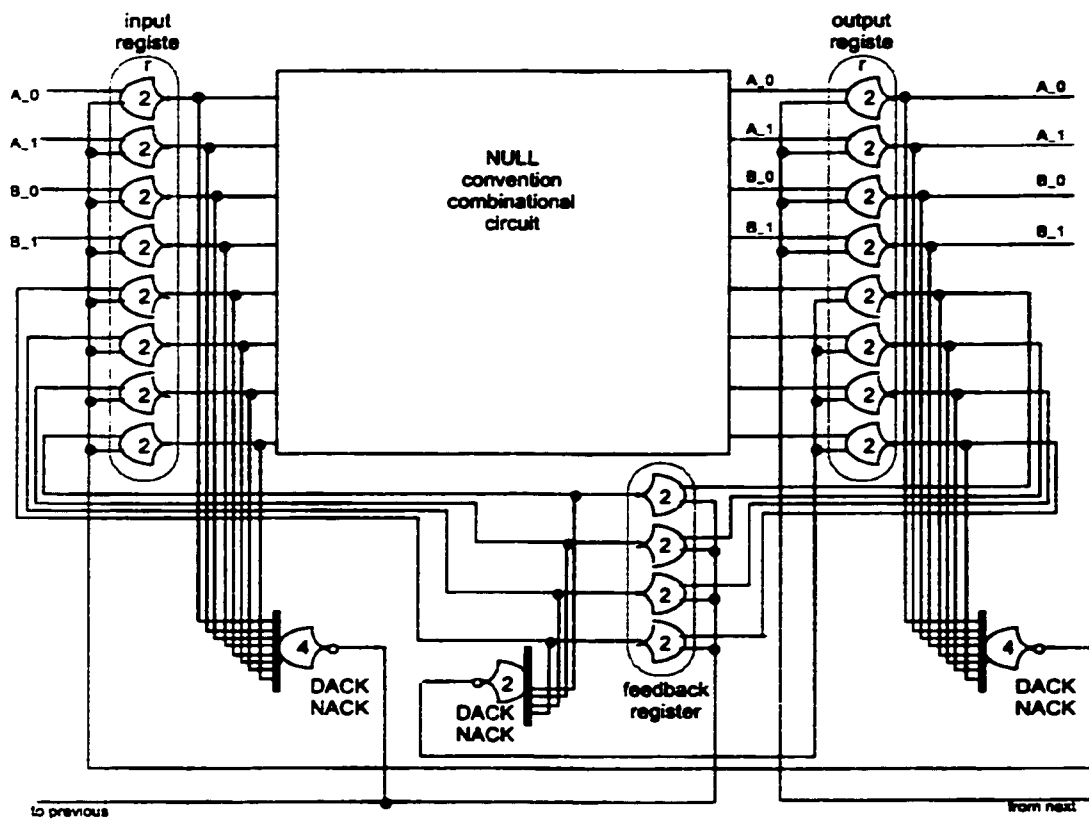 input
registe
r
output
registe
r
A_0
A_1
B_0
B_1
2
2
2
2
2
2
2
2
NULL
convention
combinational
circuit
A_0
A_1
B_0
B_1
2
2
2
2
2
2
2
2
A_0
A_1
B_0
B_1
2
2
2
2
feedback
register
4
DACK
NACK
2
DACK
NACK
4
DACK
NACK
to previous
from next